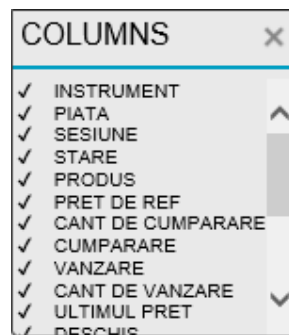 COLUMNS
INSTRUMENT
PIATA
SESIUNE
STARE
PRODUS
PRET DE REF
CANT DE CUMPARARE
CUMPARARE
VANZARE
CANT DE VANZARE
ULTIMUL PRET
DESCHIS